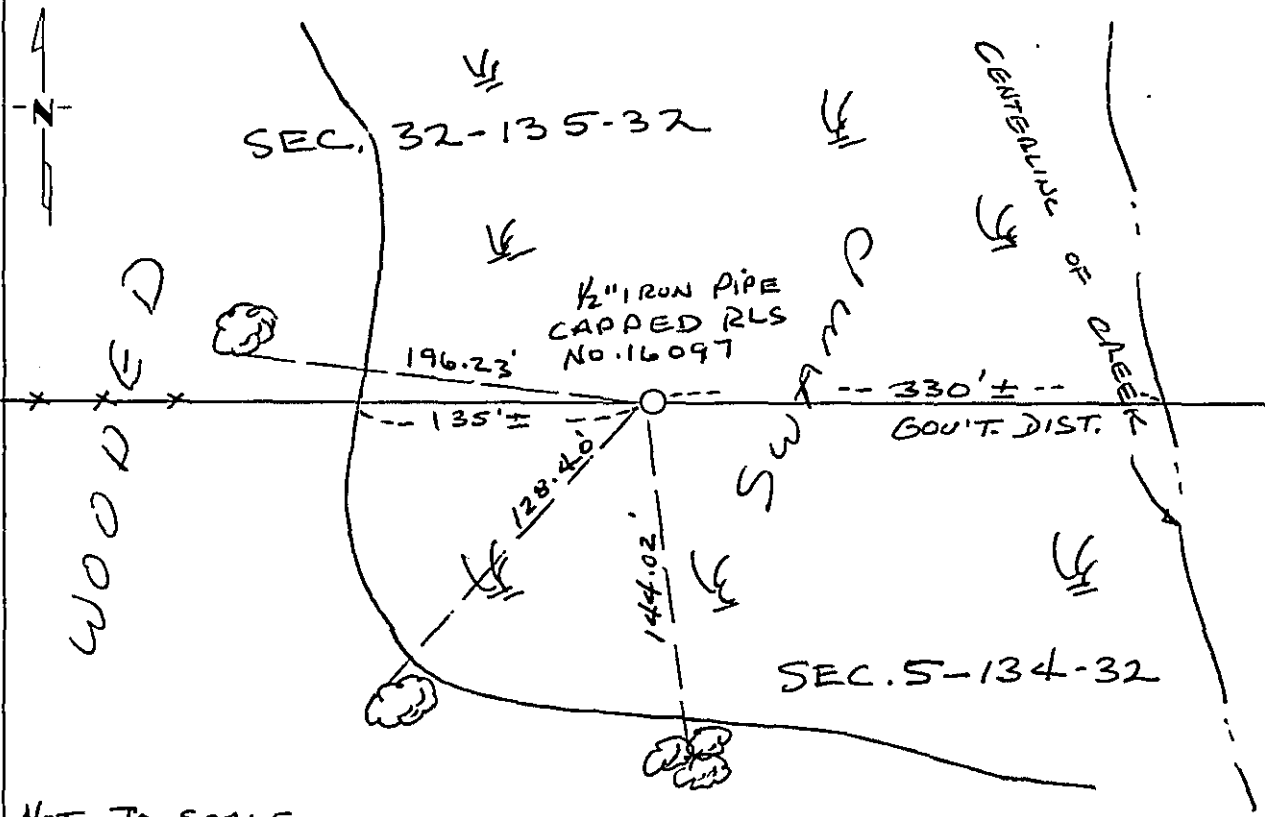 N
SEC. 32-135-32
CENTERLINE OF CREEK
WOODED
1/2" IRON PIPE
CAPPED RLS
NO. 16097
SWAMP
196.23'
135'±
330'±
GOV'T. DIST.
128.40'
144.02'
SEC. 5-134-32
NOT TO SCALE